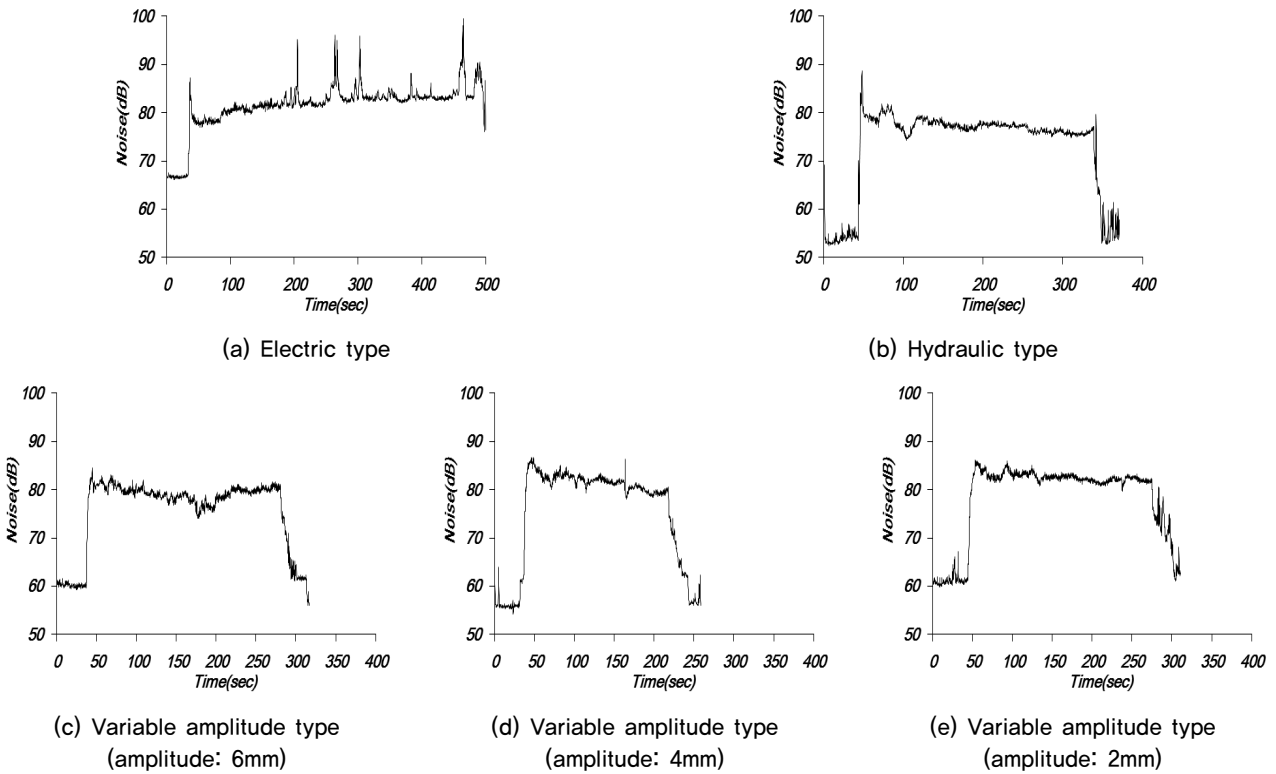 100
90
80
70
60
50
Noise(dB)
0 100 200 300 400 500
Time(sec)
(a) Electric type
100
90
80
70
60
50
Noise(dB)
0 100 200 300 400
Time(sec)
(b) Hydraulic type
100
90
80
70
60
50
Noise(dB)
0 50 100 150 200 250 300 350 400
Time(sec)
(c) Variable amplitude type
(amplitude: 6mm)
100
90
80
70
60
50
Noise(dB)
0 50 100 150 200 250 300 350 400
Time(sec)
(d) Variable amplitude type
(amplitude: 4mm)
100
90
80
70
60
50
Noise(dB)
0 50 100 150 200 250 300 350 400
Time(sec)
(e) Variable amplitude type
(amplitude: 2mm)